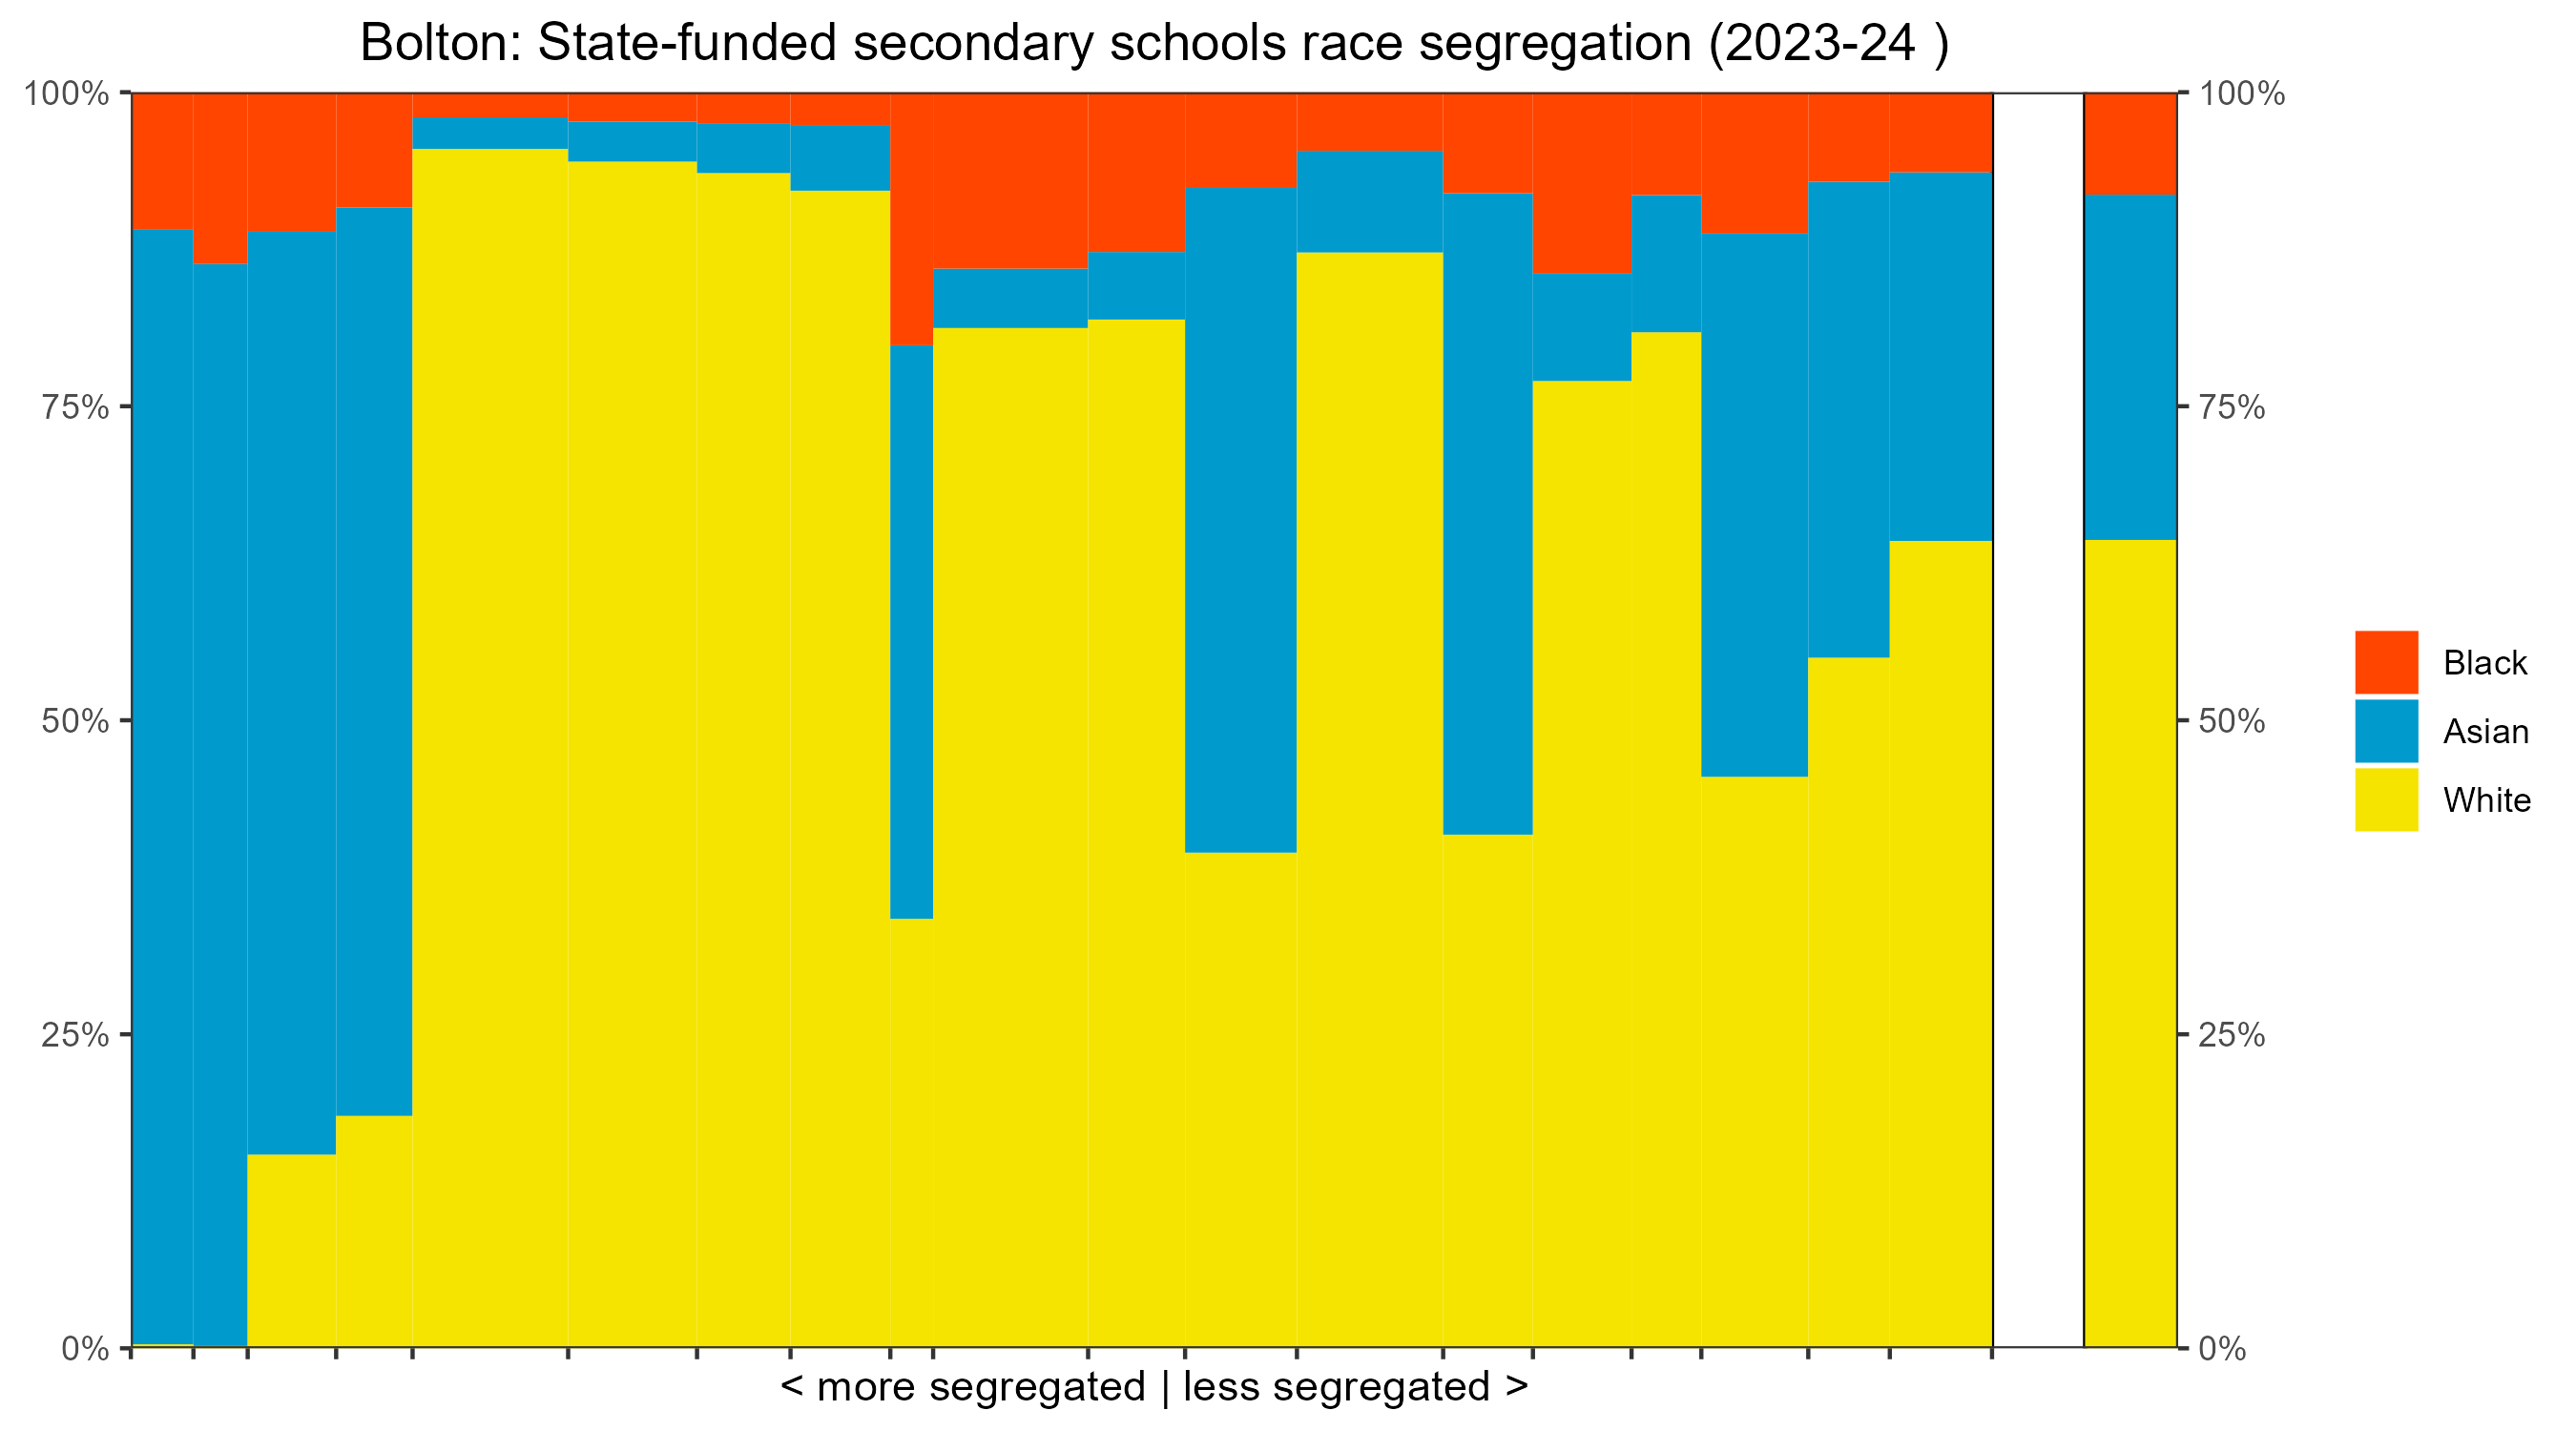 Bolton: State-funded secondary schools race segregation (2023-24 )
100%
75%
50%
25%
0%
100%
75%
50%
25%
0%
Black
Asian
White
< more segregated | less segregated >